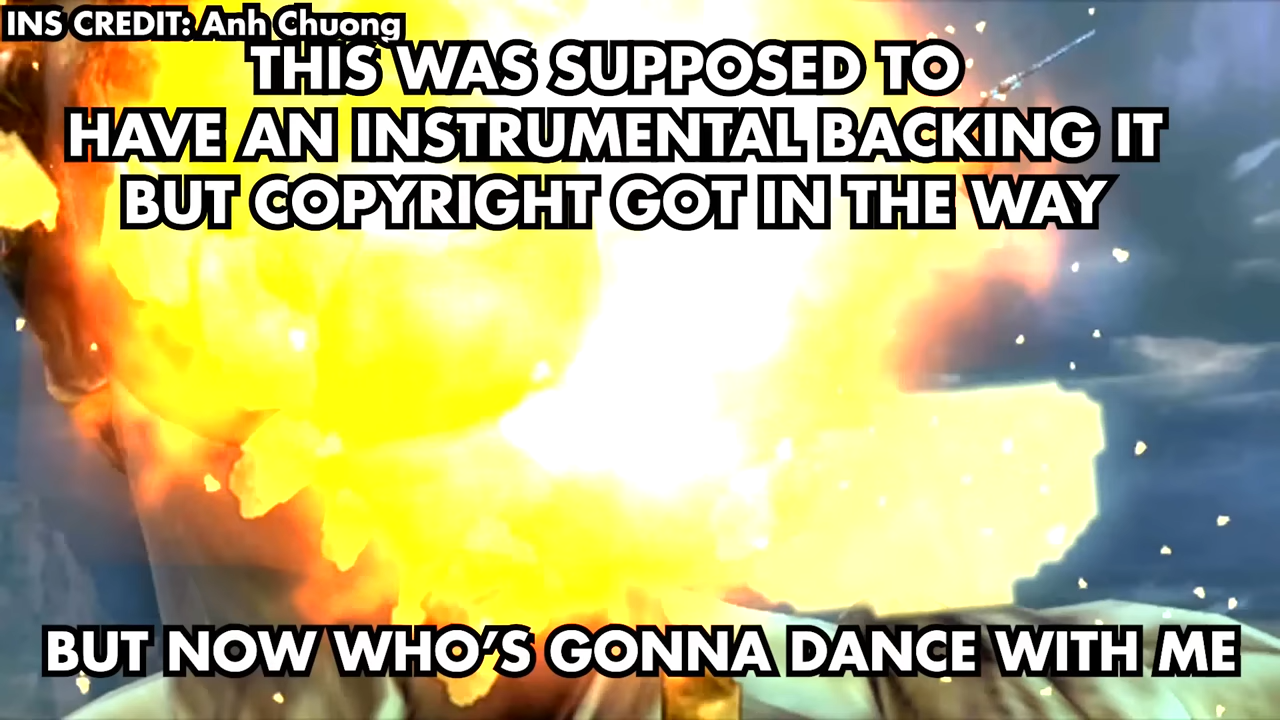 INS CREDIT: Anh Chuong
THIS WAS SUPPOSED TO
HAVE AN INSTRUMENTAL BACKING IT
BUT COPYRIGHT GOT IN THE WAY
BUT NOW WHO'S GONNA DANCE WITH ME